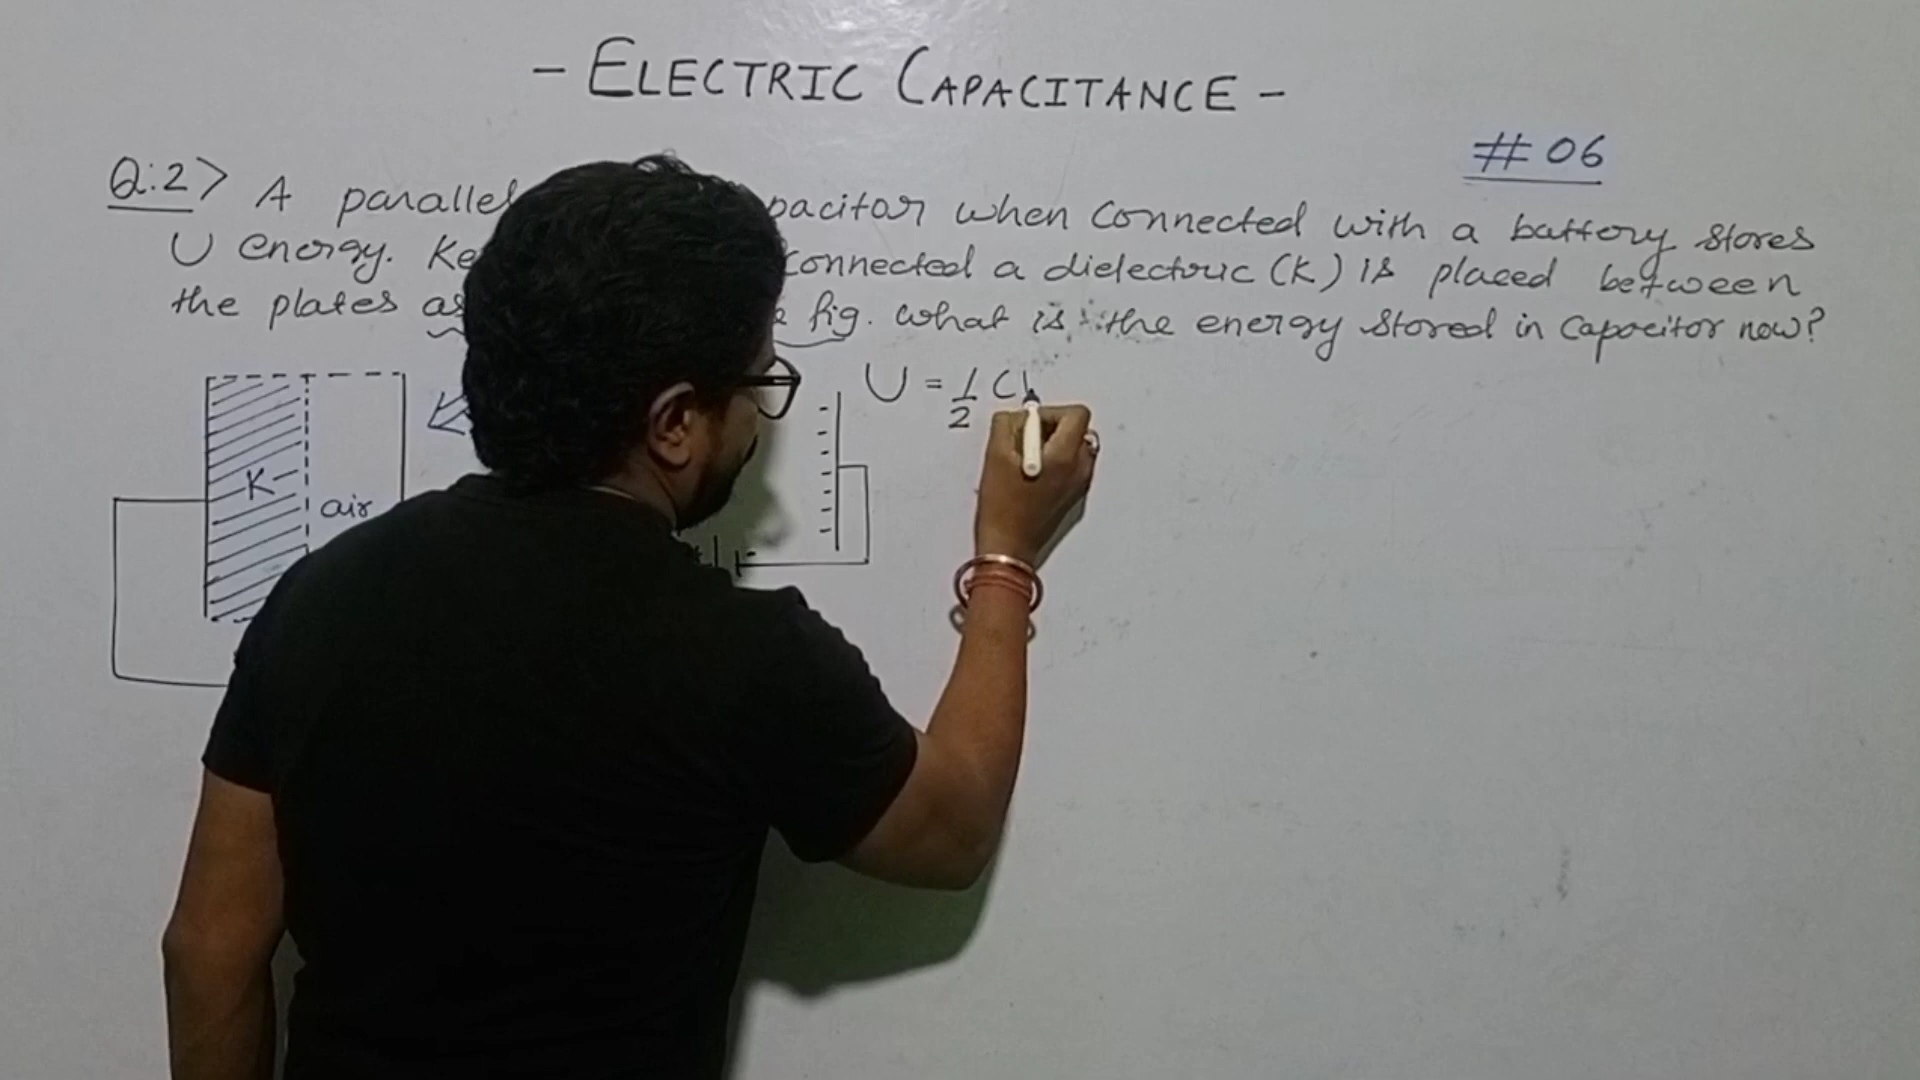 - ELECTRIC CAPACITANCE -
# 06
Q:2> A parallel pacitor when connected with a battery stores
U energy. Ke connected a dielectric (K) is placed between
the plates as fig. what is the energy stored in capacitor now?
U = 1/2 C
K
air